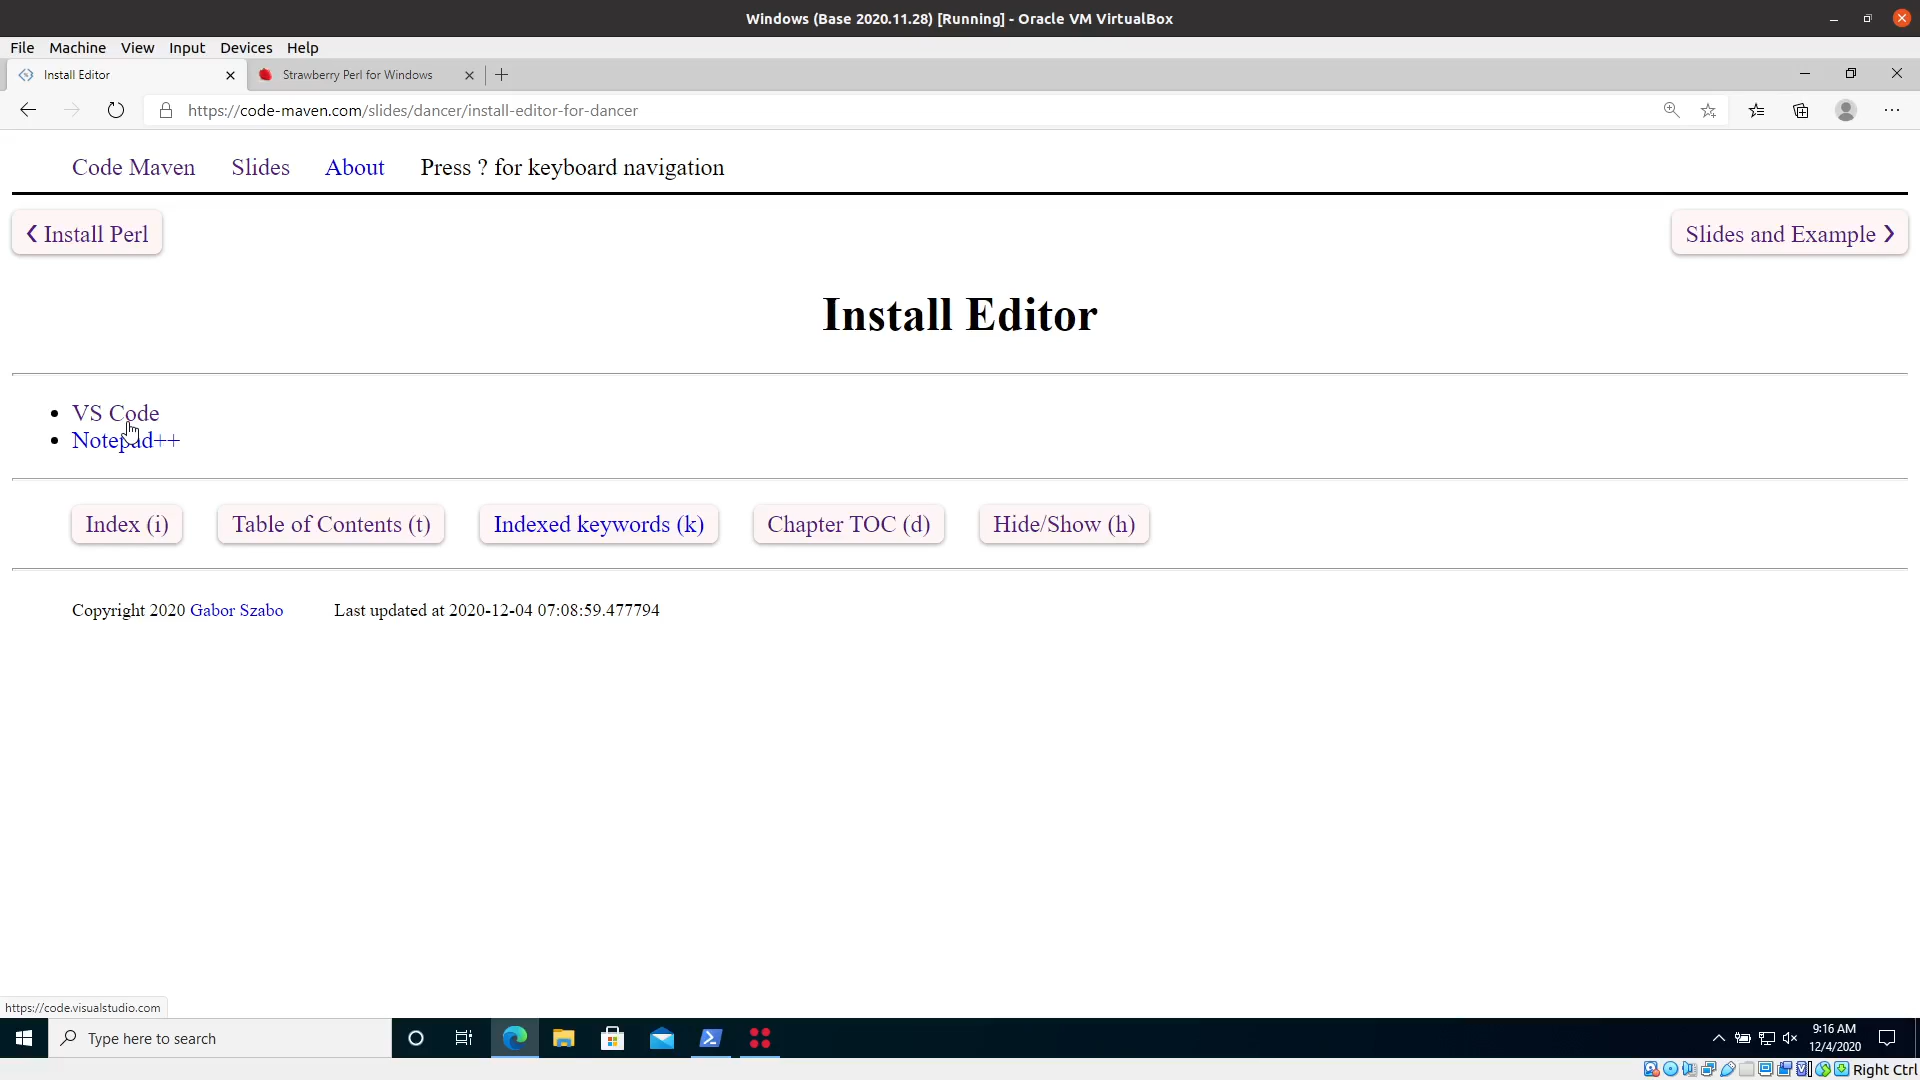 Windows (Base 2020.11.28) [Running] - Oracle VM VirtualBox
File Machine View Input Devices Help
Install Editor
Strawberry Perl for Windows
https://code-maven.com/slides/dancer/install-editor-for-dancer
Code Maven Slides About Press ? for keyboard navigation
❮ Install Perl
Slides and Example ❯
Install Editor
• VS Code
• Notepad++
Index (i) Table of Contents (t) Indexed keywords (k) Chapter TOC (d) Hide/Show (h)
Copyright 2020 Gabor Szabo Last updated at 2020-12-04 07:08:59.477794
https://code.visualstudio.com
Type here to search
9:16 AM
12/4/2020
Right Ctrl